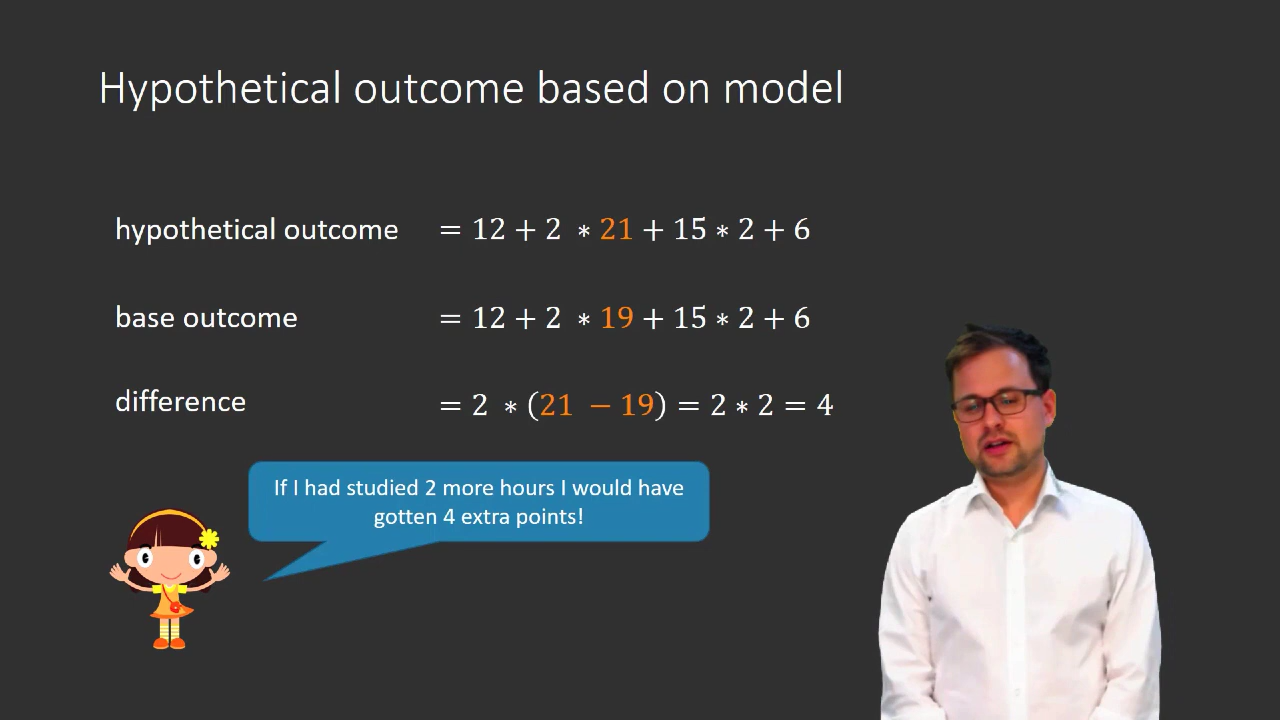 Hypothetical outcome based on model
hypothetical outcome = 12 + 2 * 21 + 15 * 2 + 6
base outcome = 12 + 2 * 19 + 15 * 2 + 6
difference = 2 * (21 − 19) = 2 * 2 = 4
If I had studied 2 more hours I would have
gotten 4 extra points!